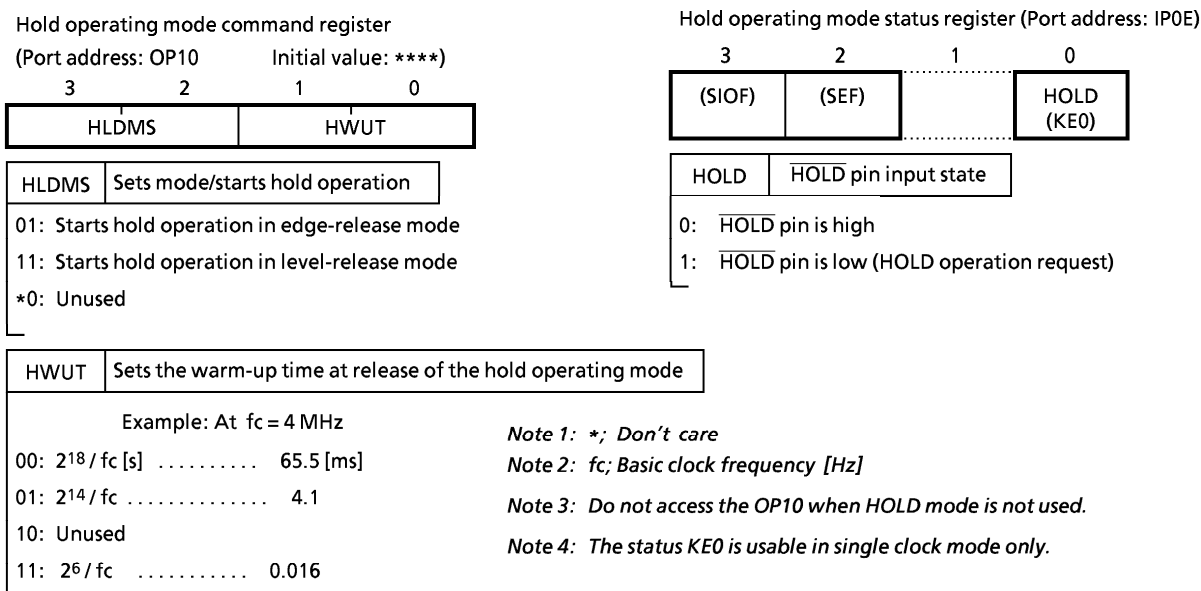 Hold operating mode command register
(Port address: OP10 Initial value: ****)
3 2 1 0
HLDMS HWUT
HLDMS Sets mode/starts hold operation
01: Starts hold operation in edge-release mode
11: Starts hold operation in level-release mode
*0: Unused
Hold operating mode status register (Port address: IP0E)
3 2 1 0
(SIOF) (SEF) HOLD
(KE0)
HOLD H̅O̅L̅D̅ pin input state
0: H̅O̅L̅D̅ pin is high
1: H̅O̅L̅D̅ pin is low (HOLD operation request)
HWUT Sets the warm-up time at release of the hold operating mode
Example: At fc = 4 MHz
00: 2¹⁸ / fc [s] .......... 65.5 [ms]
01: 2¹⁴ / fc .............. 4.1
10: Unused
11: 2⁶ / fc ........... 0.016
Note 1: *; Don't care
Note 2: fc; Basic clock frequency [Hz]
Note 3: Do not access the OP10 when HOLD mode is not used.
Note 4: The status KE0 is usable in single clock mode only.